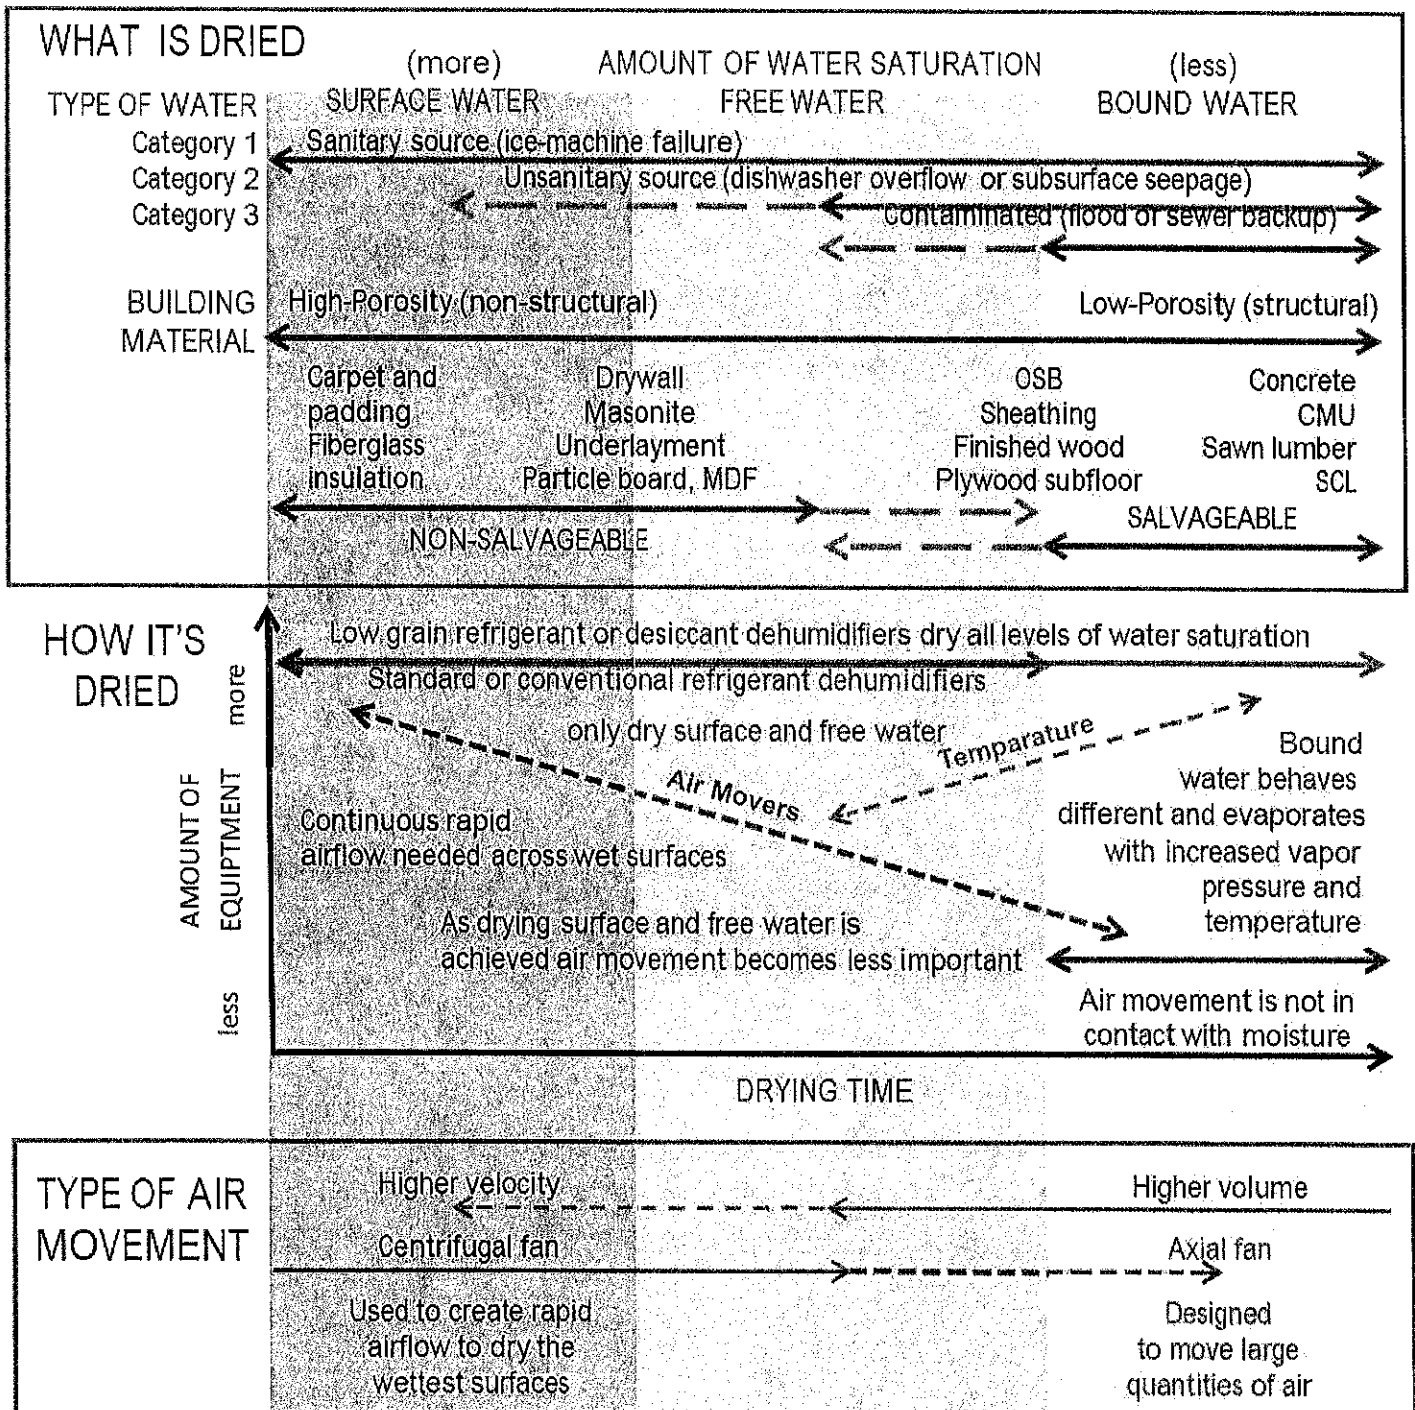 WHAT IS DRIED
(more) AMOUNT OF WATER SATURATION (less)
TYPE OF WATER SURFACE WATER FREE WATER BOUND WATER
Category 1 Sanitary source (ice-machine failure)
Category 2 Unsanitary source (dishwasher overflow or subsurface seepage)
Category 3 Contaminated (flood or sewer backup)
BUILDING MATERIAL
High-Porosity (non-structural) Low-Porosity (structural)
Carpet and padding
Fiberglass insulation
Drywall
Masonite
Underlayment
Particle board, MDF
OSB
Sheathing
Finished wood
Plywood subfloor
Concrete
CMU
Sawn lumber
SCL
NON-SALVAGEABLE
SALVAGEABLE
HOW IT'S
DRIED
more
AMOUNT OF
EQUIPTMENT
less
Low grain refrigerant or desiccant dehumidifiers dry all levels of water saturation
Standard or conventional refrigerant dehumidifiers
only dry surface and free water
Temparature
Air Movers
Continuous rapid
airflow needed across wet surfaces
Bound
water behaves
different and evaporates
with increased vapor
pressure and
temperature
As drying surface and free water is
achieved air movement becomes less important
Air movement is not in
contact with moisture
DRYING TIME
TYPE OF AIR
MOVEMENT
Higher velocity Higher volume
Centrifugal fan Axial fan
Used to create rapid
airflow to dry the
wettest surfaces
Designed
to move large
quantities of air